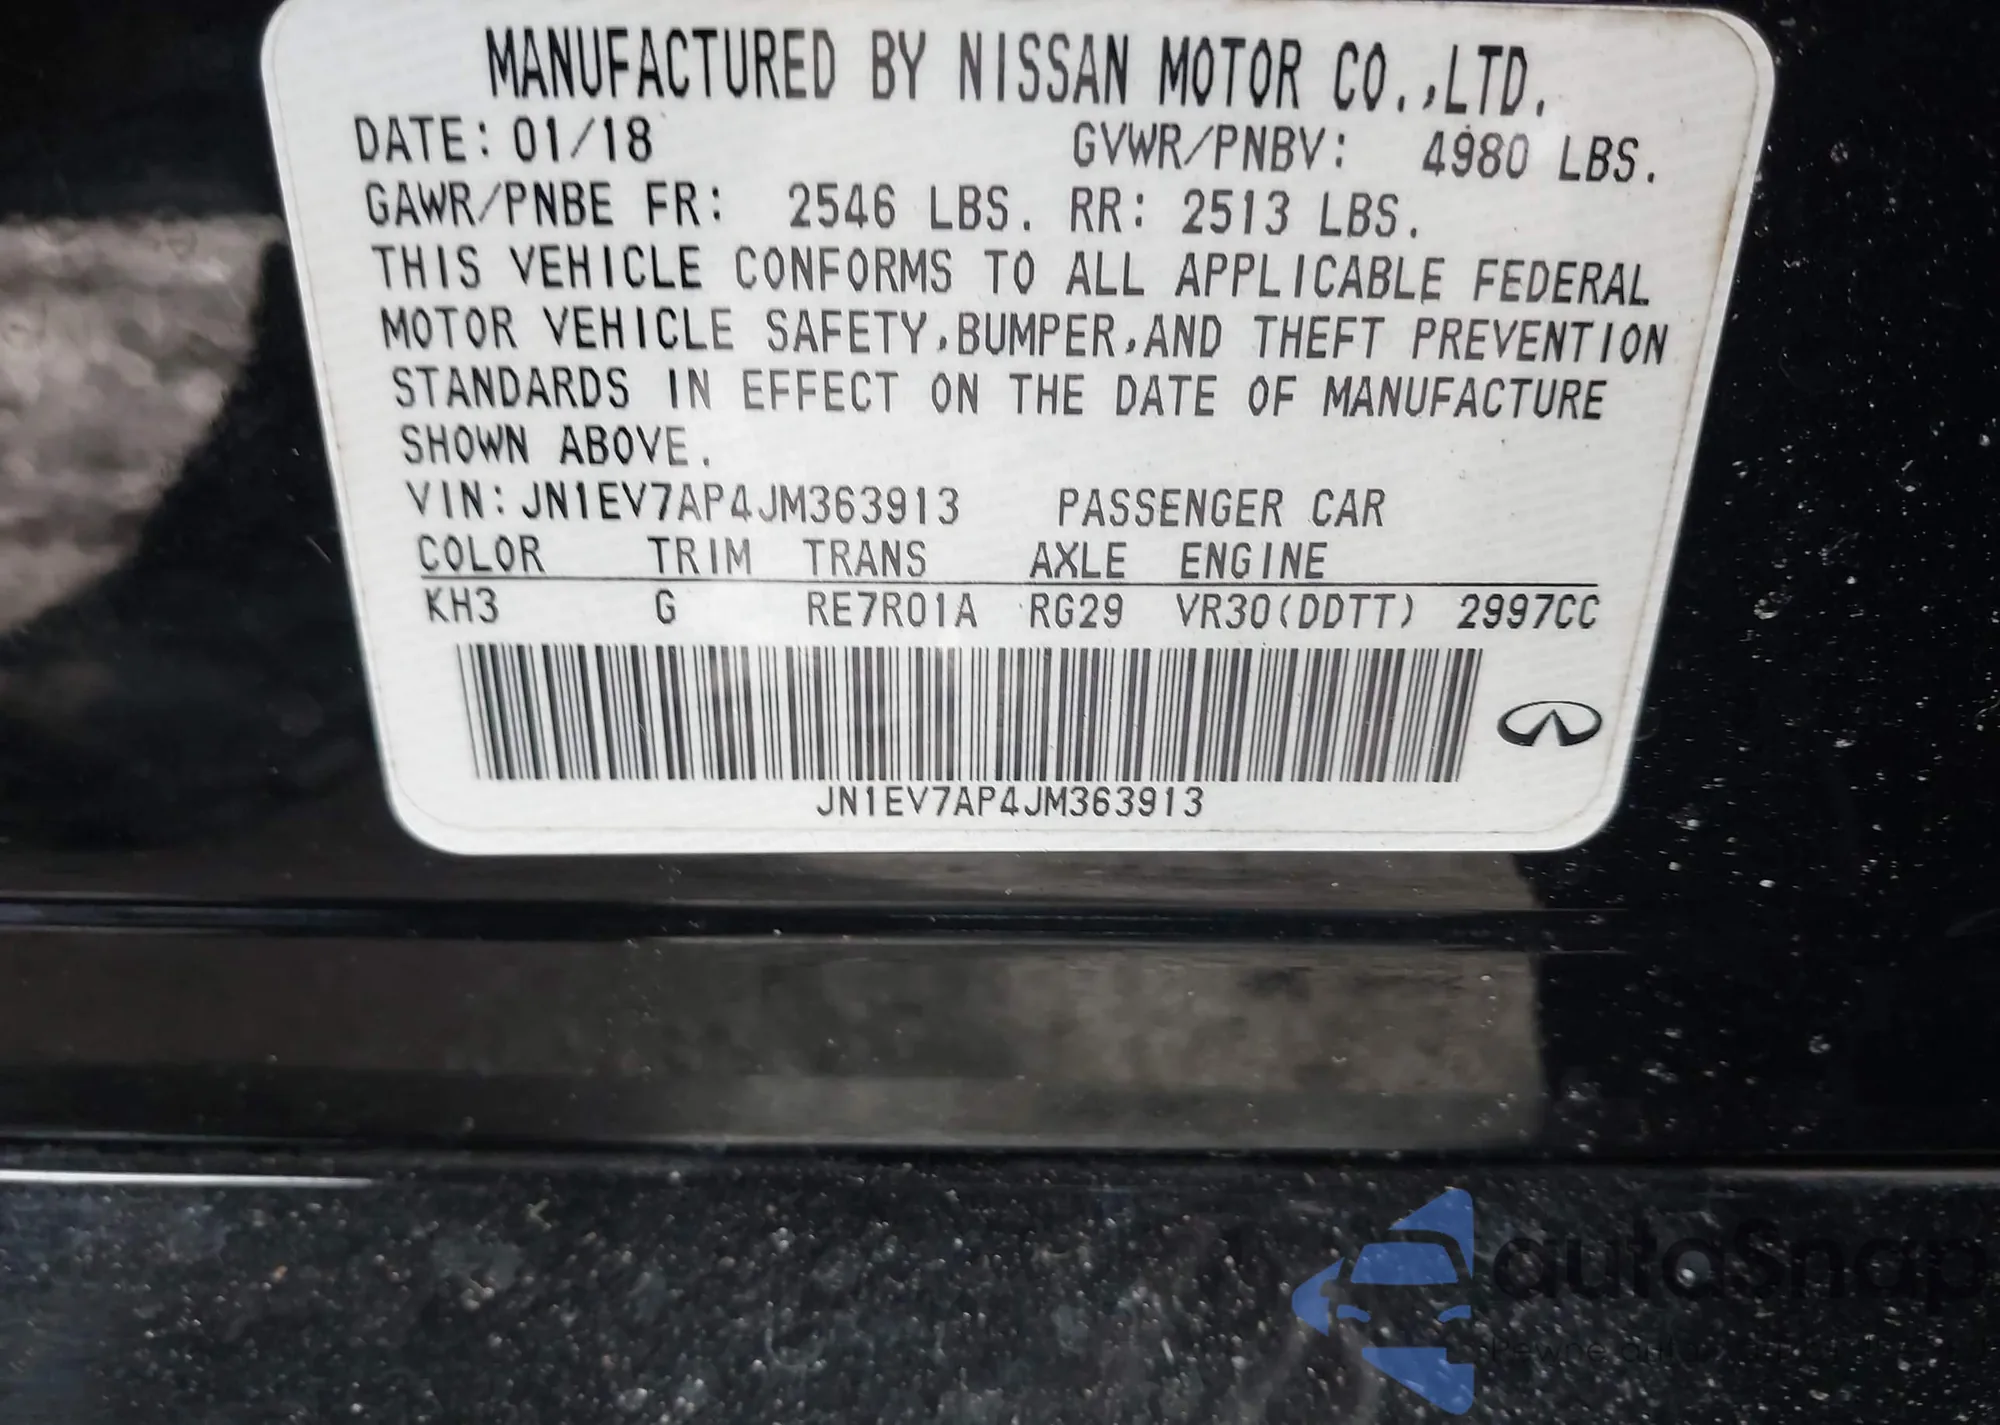 MANUFACTURED BY NISSAN MOTOR CO.,LTD.
DATE: 01/18 GVWR/PNBV: 4980 LBS.
GAWR/PNBE FR: 2546 LBS. RR: 2513 LBS.
THIS VEHICLE CONFORMS TO ALL APPLICABLE FEDERAL
MOTOR VEHICLE SAFETY,BUMPER,AND THEFT PREVENTION
STANDARDS IN EFFECT ON THE DATE OF MANUFACTURE
SHOWN ABOVE.
VIN:JN1EV7AP4JM363913 PASSENGER CAR
COLOR TRIM TRANS AXLE ENGINE
KH3 G RE7R01A RG29 VR30(DDTT) 2997CC
JN1EV7AP4JM363913
autoSnap
Pewne auto